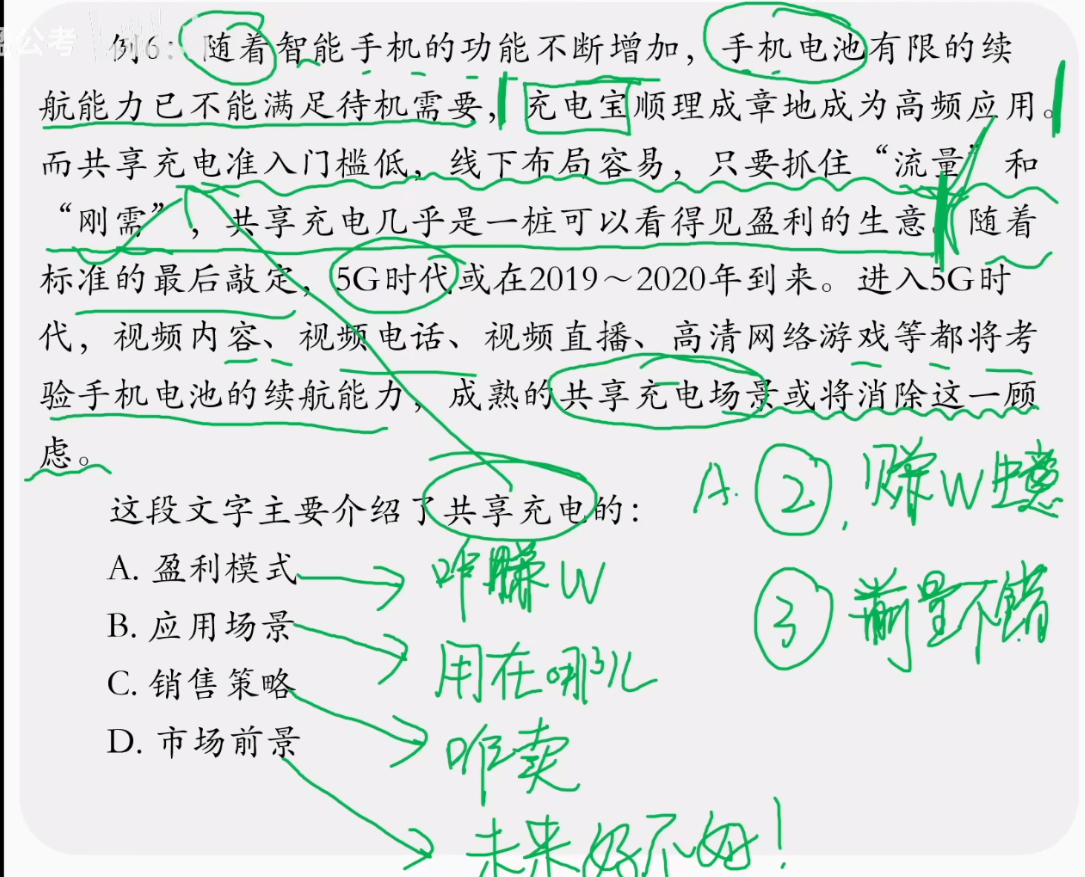 公考
例6：随着智能手机的功能不断增加，手机电池有限的续
航能力已不能满足待机需要，充电宝顺理成章地成为高频应用。
而共享充电准入门槛低，线下布局容易，只要抓住“流量”和
“刚需”，共享充电几乎是一桩可以看得见盈利的生意。随着
标准的最后敲定，5G时代或在2019～2020年到来。进入5G时
代，视频内容、视频电话、视频直播、高清网络游戏等都将考
验手机电池的续航能力，成熟的共享充电场景或将消除这一顾
虑。
这段文字主要介绍了共享充电的：
A. 盈利模式
B. 应用场景
C. 销售策略
D. 市场前景
咋赚W
用在哪儿
咋卖
未来好不好！
A. ②，赚W生意
③ 前景不错